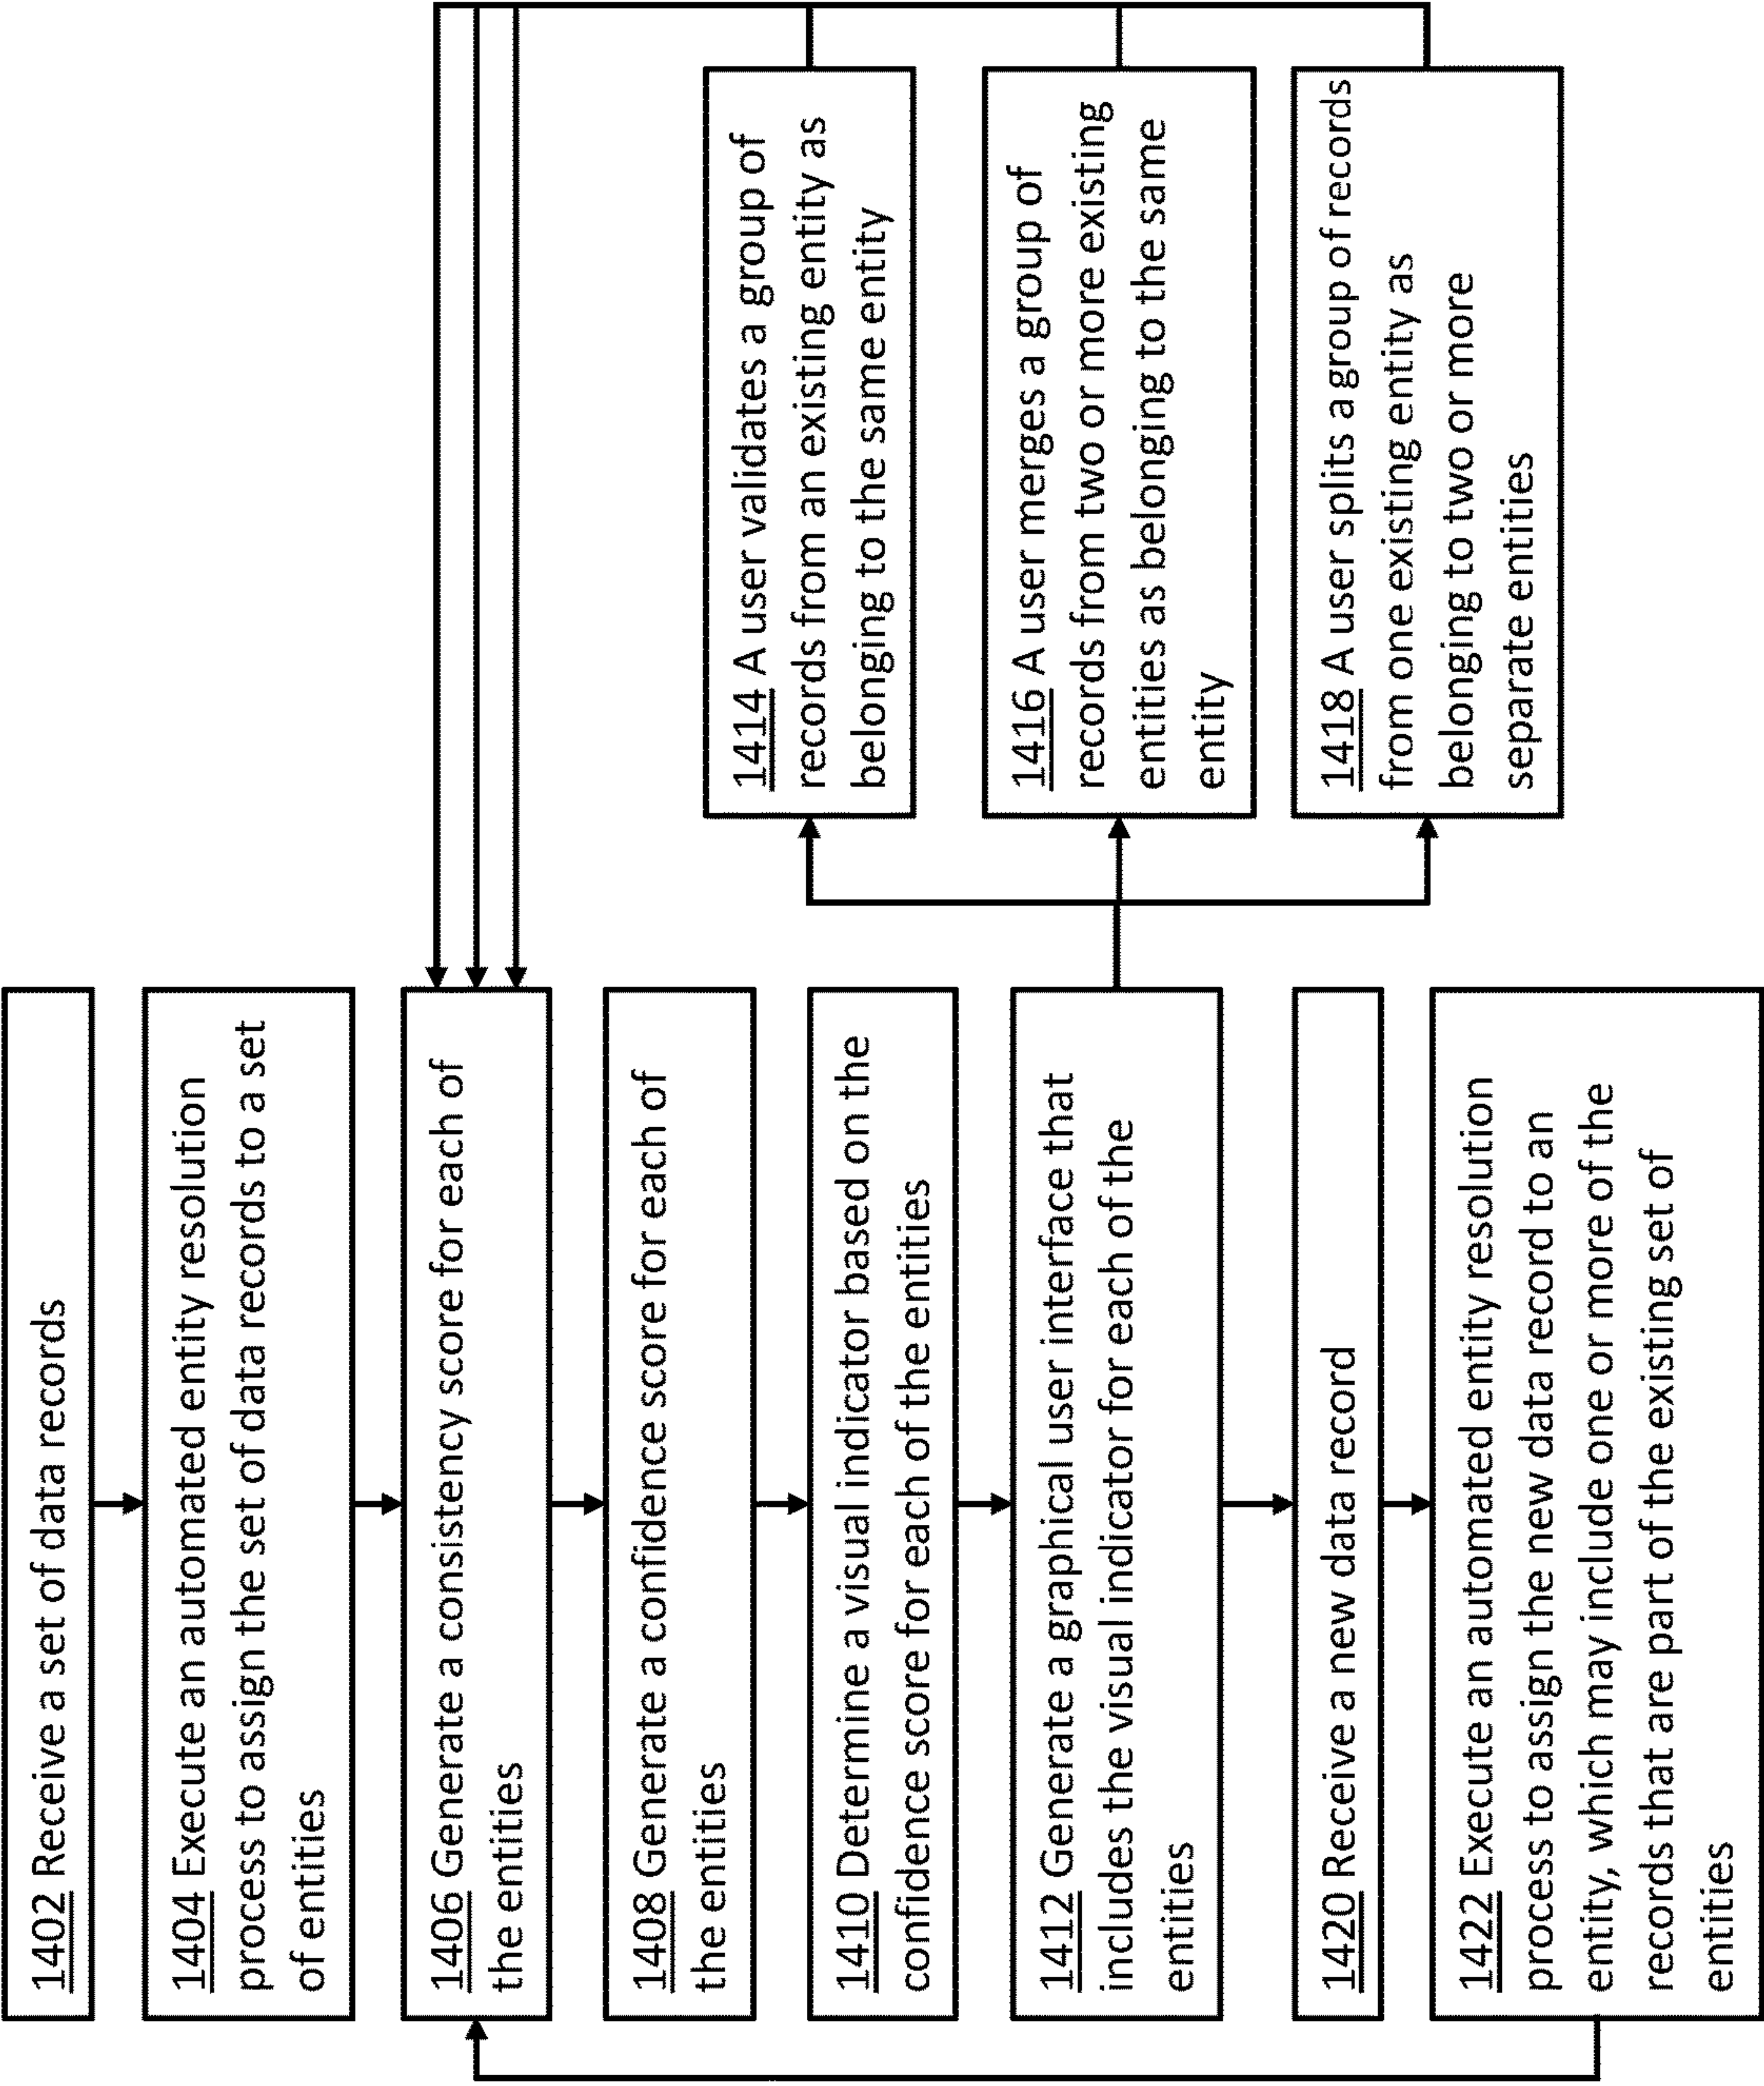 1402 Receive a set of data records
1404 Execute an automated entity resolution
process to assign the set of data records to a set
of entities
1406 Generate a consistency score for each of
the entities
1408 Generate a confidence score for each of
the entities
1410 Determine a visual indicator based on the
confidence score for each of the entities
1412 Generate a graphical user interface that
includes the visual indicator for each of the
entities
1414 A user validates a group of
records from an existing entity as
belonging to the same entity
1416 A user merges a group of
records from two or more existing
entities as belonging to the same
entity
1418 A user splits a group of records
from one existing entity as
belonging to two or more
separate entities
1420 Receive a new data record
1422 Execute an automated entity resolution
process to assign the new data record to an
entity, which may include one or more of the
records that are part of the existing set of
entities